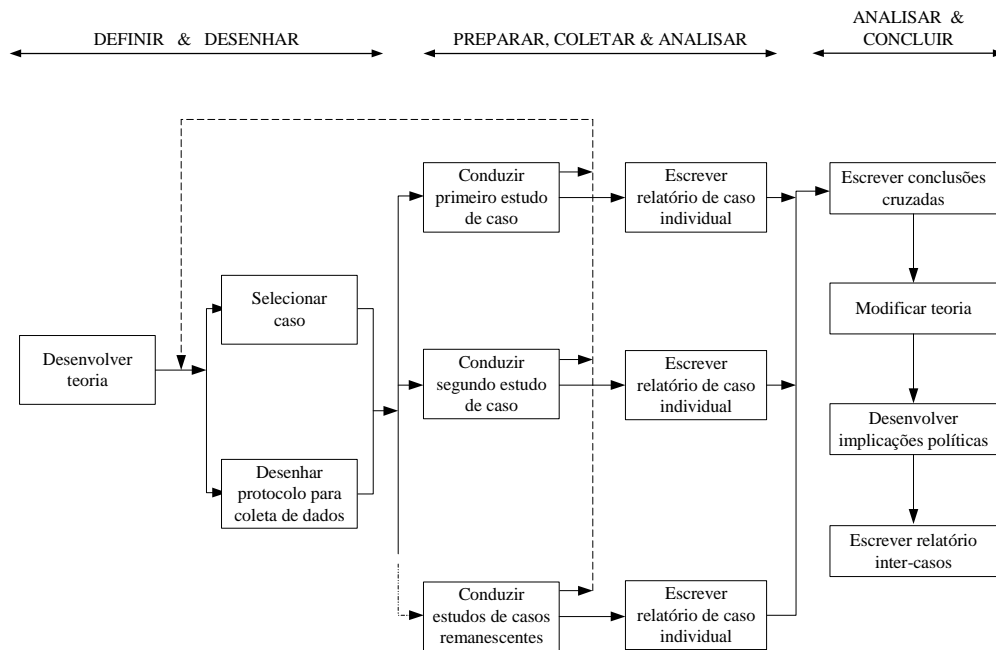 DEFINIR & DESENHAR
PREPARAR, COLETAR & ANALISAR
ANALISAR &
CONCLUIR
Desenvolver
teoria
Selecionar
caso
Desenhar
protocolo para
coleta de dados
Conduzir
primeiro estudo
de caso
Conduzir
segundo estudo
de caso
Conduzir
estudos de casos
remanescentes
Escrever
relatório de caso
individual
Escrever
relatório de caso
individual
Escrever
relatório de caso
individual
Escrever conclusões
cruzadas
Modificar teoria
Desenvolver
implicações políticas
Escrever relatório
inter-casos